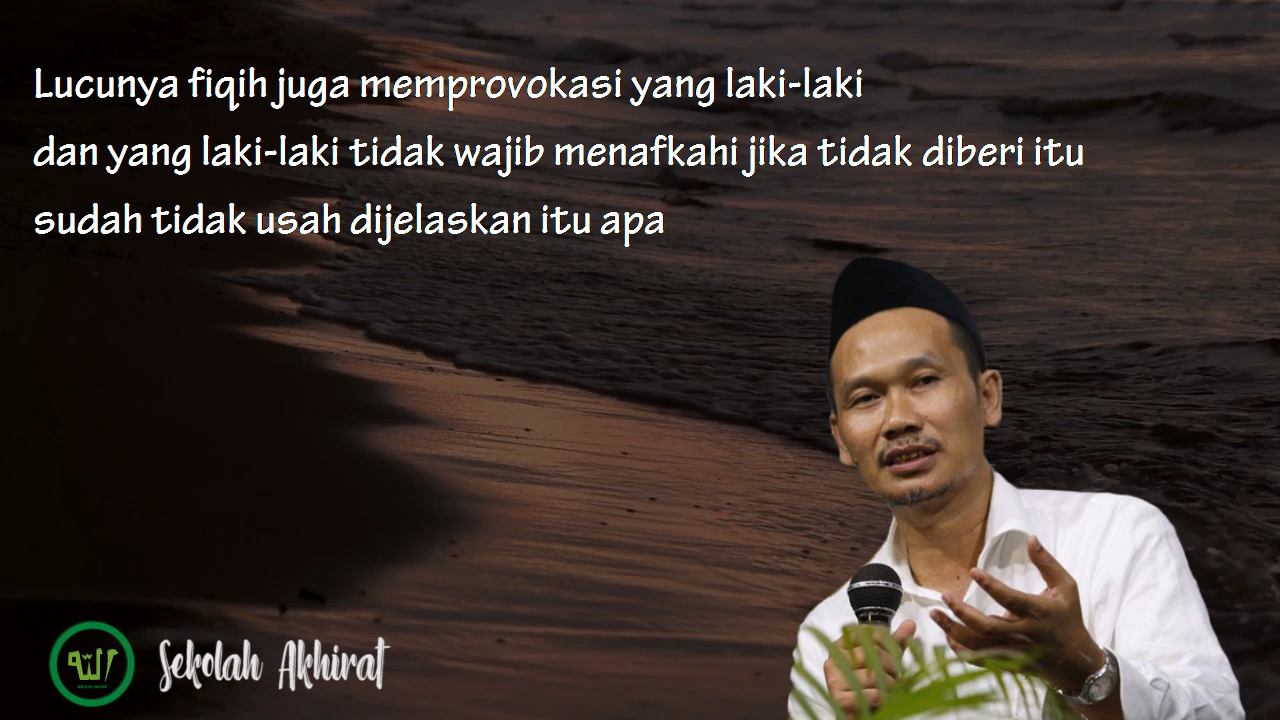 Lucunya fiqih juga memprovokasi yang laki-laki
dan yang laki-laki tidak wajib menafkahi jika tidak diberi itu
sudah tidak usah dijelaskan itu apa
Sekolah Akhirat